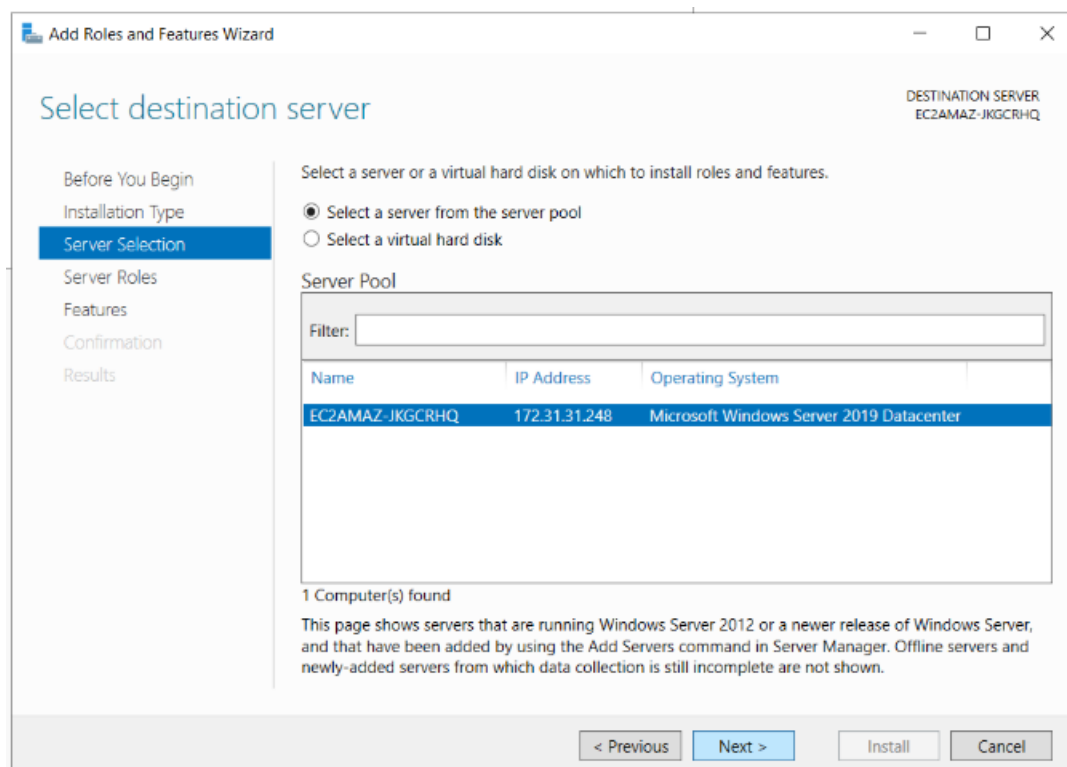 Add Roles and Features Wizard
Select destination server
DESTINATION SERVER
EC2AMAZ-JKGCRHQ
Before You Begin
Installation Type
Server Selection
Server Roles
Features
Confirmation
Results
Select a server or a virtual hard disk on which to install roles and features.
Select a server from the server pool
Select a virtual hard disk
Server Pool
Filter:
Name IP Address Operating System
EC2AMAZ-JKGCRHQ 172.31.31.248 Microsoft Windows Server 2019 Datacenter
1 Computer(s) found
This page shows servers that are running Windows Server 2012 or a newer release of Windows Server,
and that have been added by using the Add Servers command in Server Manager. Offline servers and
newly-added servers from which data collection is still incomplete are not shown.
< Previous Next > Install Cancel